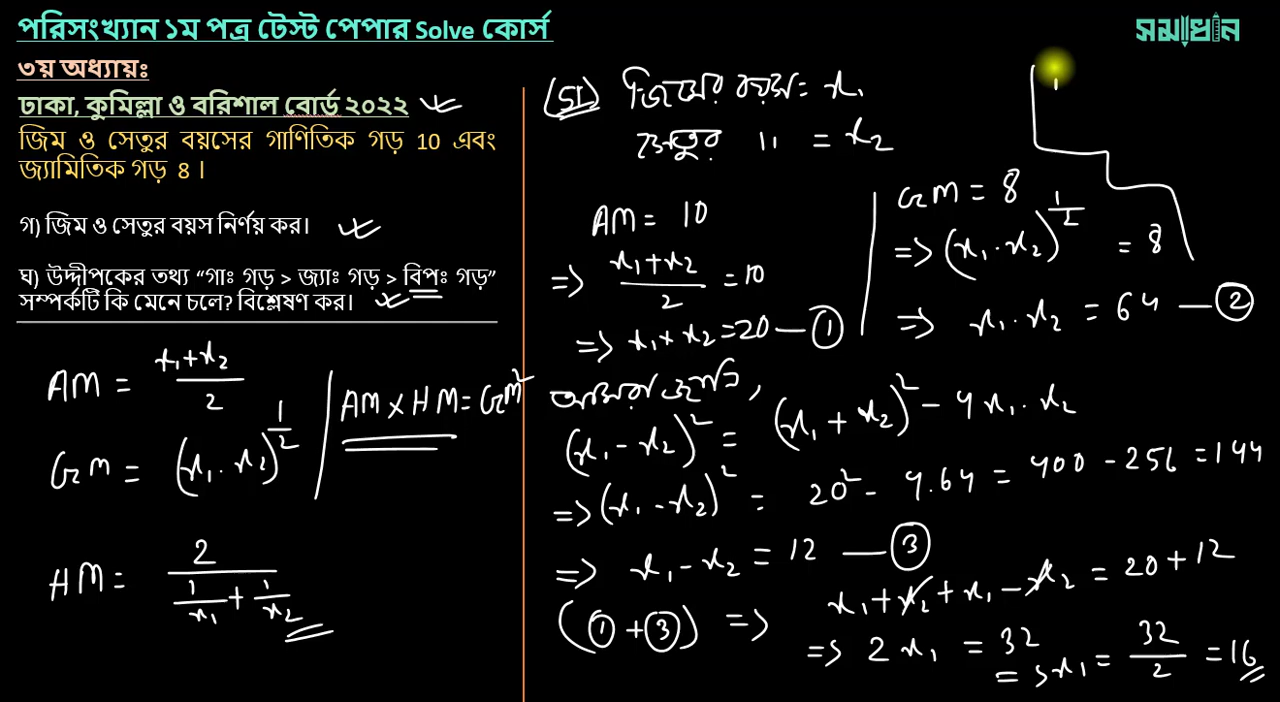 পরিসংখ্যান ১ম পত্র টেস্ট পেপার Solve কোর্স
সমাধান
৩য় অধ্যায়ঃ
ঢাকা, কুমিল্লা ও বরিশাল বোর্ড ২০২২
জিম ও সেতুর বয়সের গাণিতিক গড় 10 এবং
জ্যামিতিক গড় 8।
গ) জিম ও সেতুর বয়স নির্ণয় কর।
ঘ) উদ্দীপকের তথ্য “গাঃ গড় > জ্যাঃ গড় > বিপঃ গড়”
সম্পর্কটি কি মেনে চলে? বিশ্লেষণ কর।
AM = (x₁+x₂)/2
GM = (x₁·x₂)^(1/2)
HM = 2/(1/x₁ + 1/x₂)
AM × HM = GM²
(গ) জিমের বয়স = x₁
সেতুর 〃 = x₂
AM = 10
=> (x₁+x₂)/2 = 10
=> x₁+x₂ = 20 — ①
GM = 8
=> (x₁·x₂)^(1/2) = 8
=> x₁·x₂ = 64 — ②
আমরা জানি,
(x₁-x₂)² = (x₁+x₂)² - 4x₁·x₂
=> (x₁-x₂)² = 20² - 4.64 = 400 - 256 = 144
=> x₁-x₂ = 12 — ③
(①+③) => x₁+x₂+x₁-x₂ = 20+12
=> 2x₁ = 32
=> x₁ = 32/2 = 16